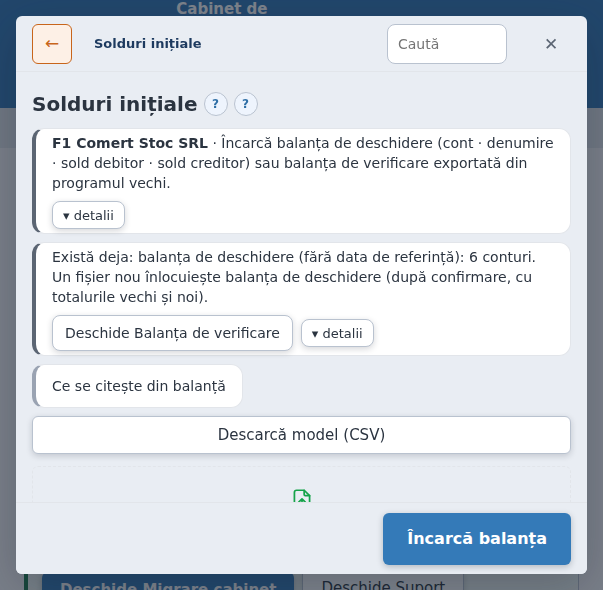 Cabinet de
←
Solduri inițiale
Caută
✕
Solduri inițiale ? ?
F1 Comert Stoc SRL · Încarcă balanța de deschidere (cont · denumire
· sold debitor · sold creditor) sau balanța de verificare exportată din
programul vechi.
▾ detalii
Există deja: balanța de deschidere (fără data de referință): 6 conturi.
Un fișier nou înlocuiește balanța de deschidere (după confirmare, cu
totalurile vechi și noi).
Deschide Balanța de verificare
▾ detalii
Ce se citește din balanță
Descarcă model (CSV)
Încarcă balanța
Deschide Migrare cabinet
Deschide Suport